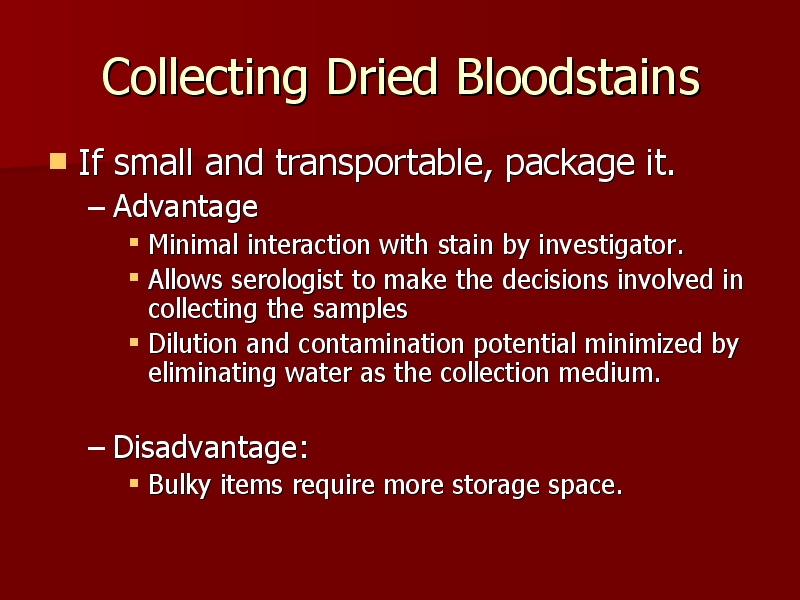 Collecting Dried Bloodstains
If small and transportable, package it.
– Advantage
Minimal interaction with stain by investigator.
Allows serologist to make the decisions involved in
collecting the samples
Dilution and contamination potential minimized by
eliminating water as the collection medium.
– Disadvantage:
Bulky items require more storage space.